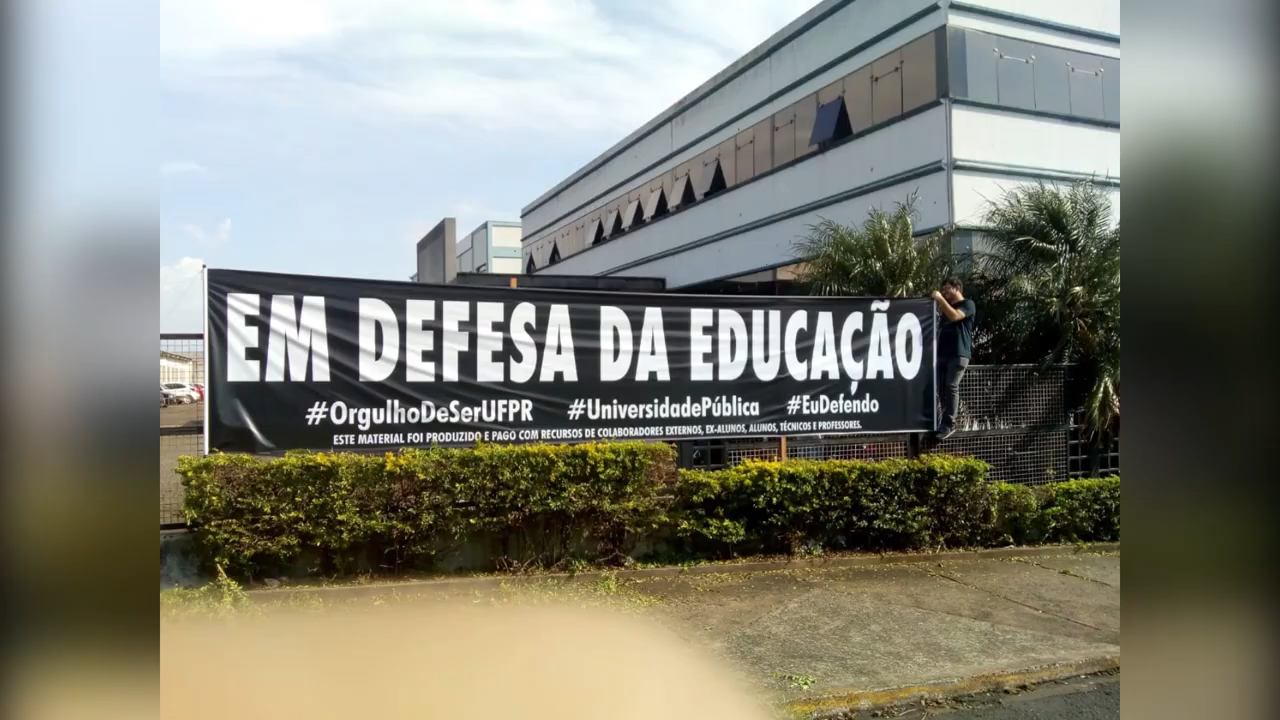 EM DEFESA DA EDUCAÇÃO
#OrgulhoDeSerUFPR #UniversidadePública #EuDefendo
ESTE MATERIAL FOI PRODUZIDO E PAGO COM RECURSOS DE COLABORADORES EXTERNOS, EX-ALUNOS, ALUNOS, TÉCNICOS E PROFESSORES.